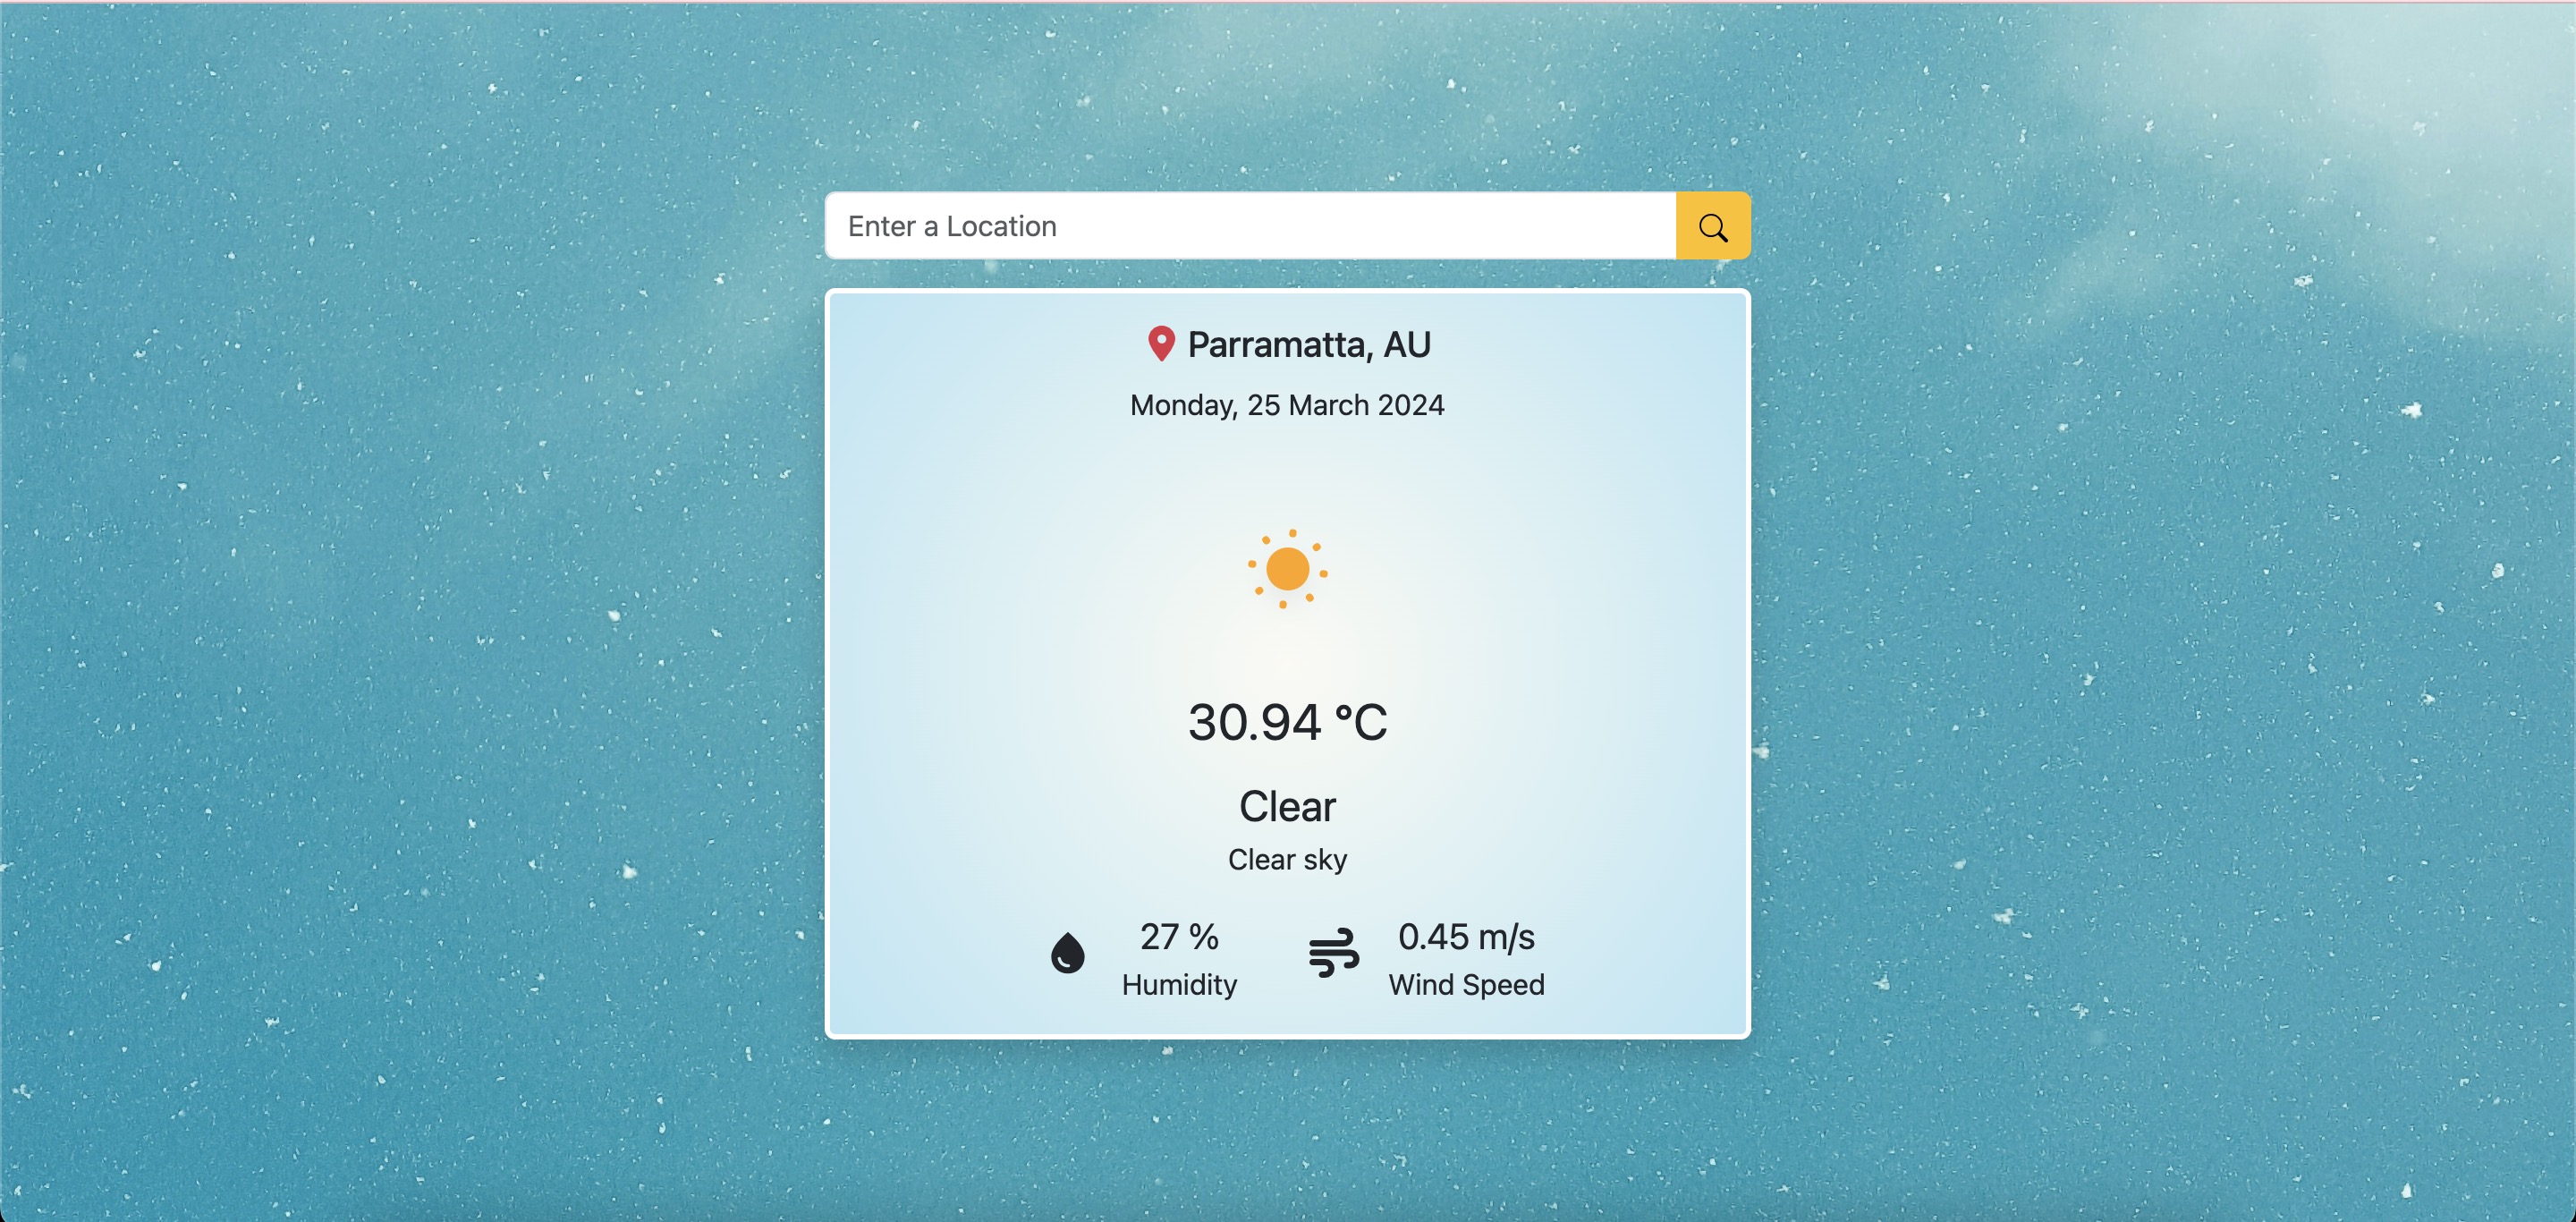 Enter a Location
Parramatta, AU
Monday, 25 March 2024
30.94 °C
Clear
Clear sky
27 %
Humidity
0.45 m/s
Wind Speed